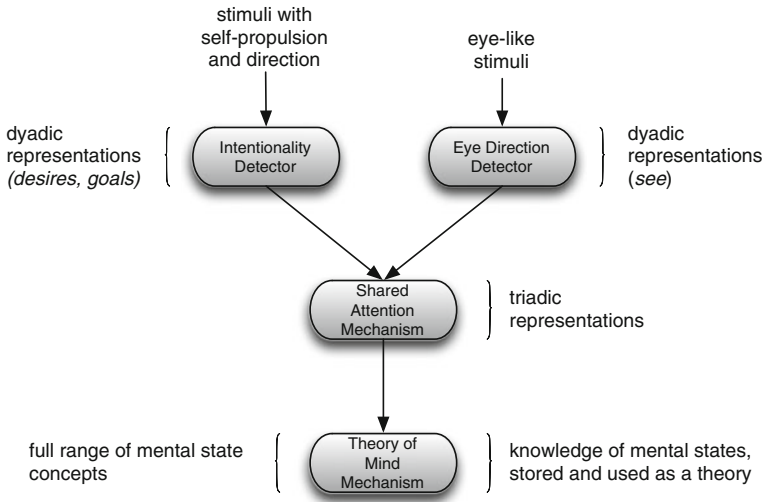 stimuli with
self-propulsion
and direction
eye-like
stimuli
dyadic
representations
(desires, goals)
Intentionality
Detector
Eye Direction
Detector
dyadic
representations
(see)
Shared
Attention
Mechanism
triadic
representations
full range of mental state
concepts
Theory of
Mind
Mechanism
knowledge of mental states,
stored and used as a theory